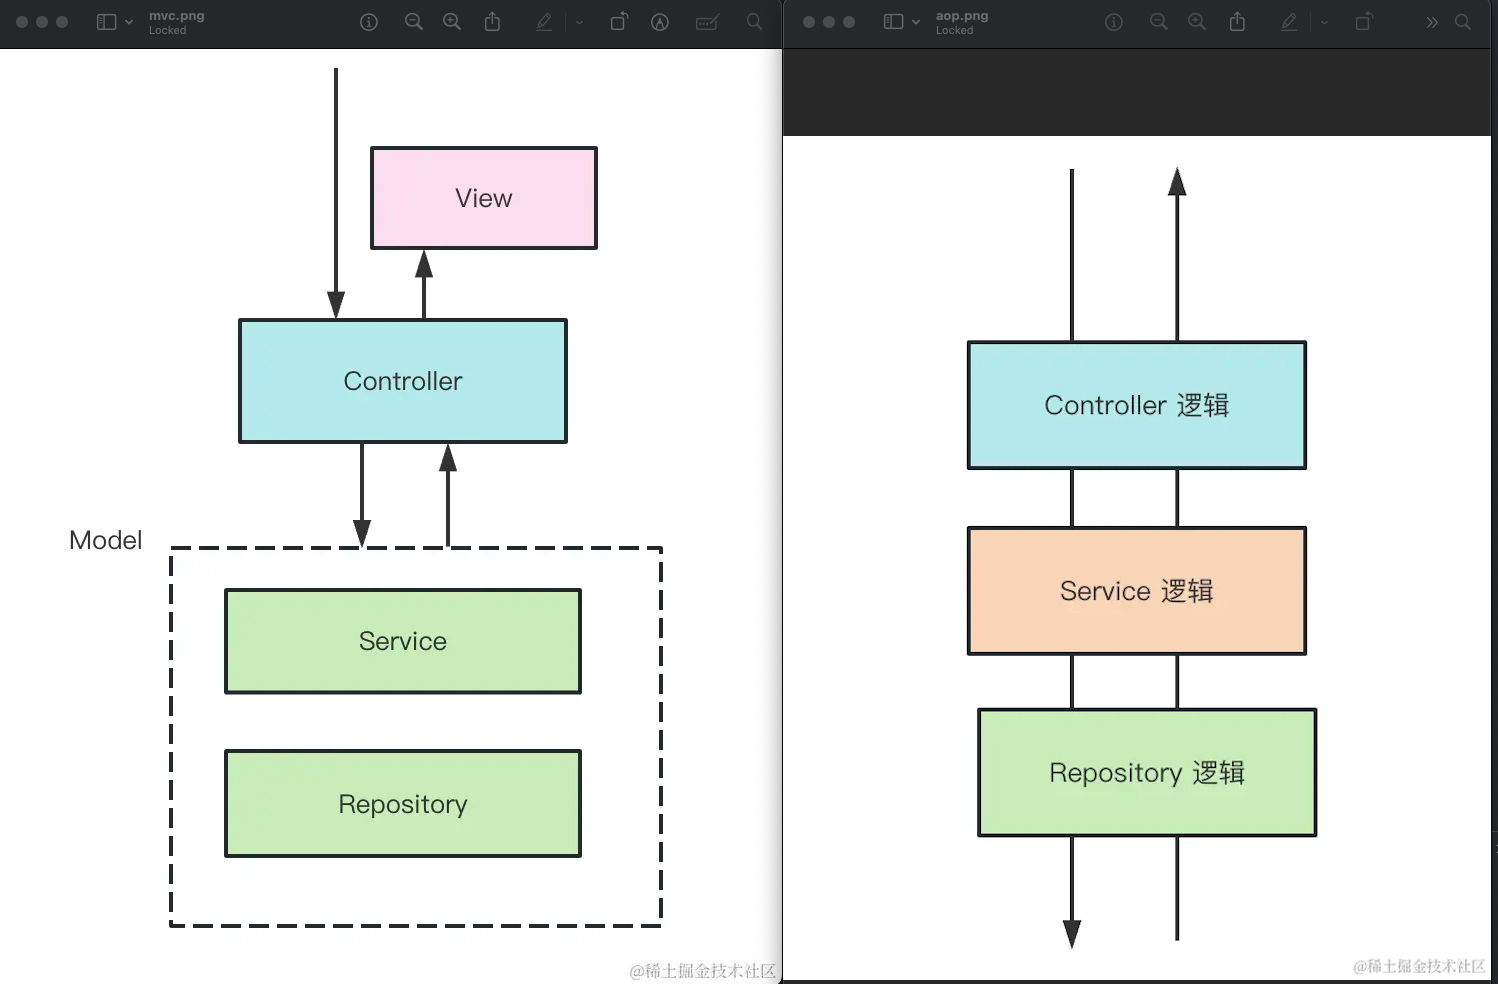 mvc.png
Locked
View
Controller
Model
Service
Repository
@稀土掘金技术社区
aop.png
Locked
Controller 逻辑
Service 逻辑
Repository 逻辑
@稀土掘金技术社区